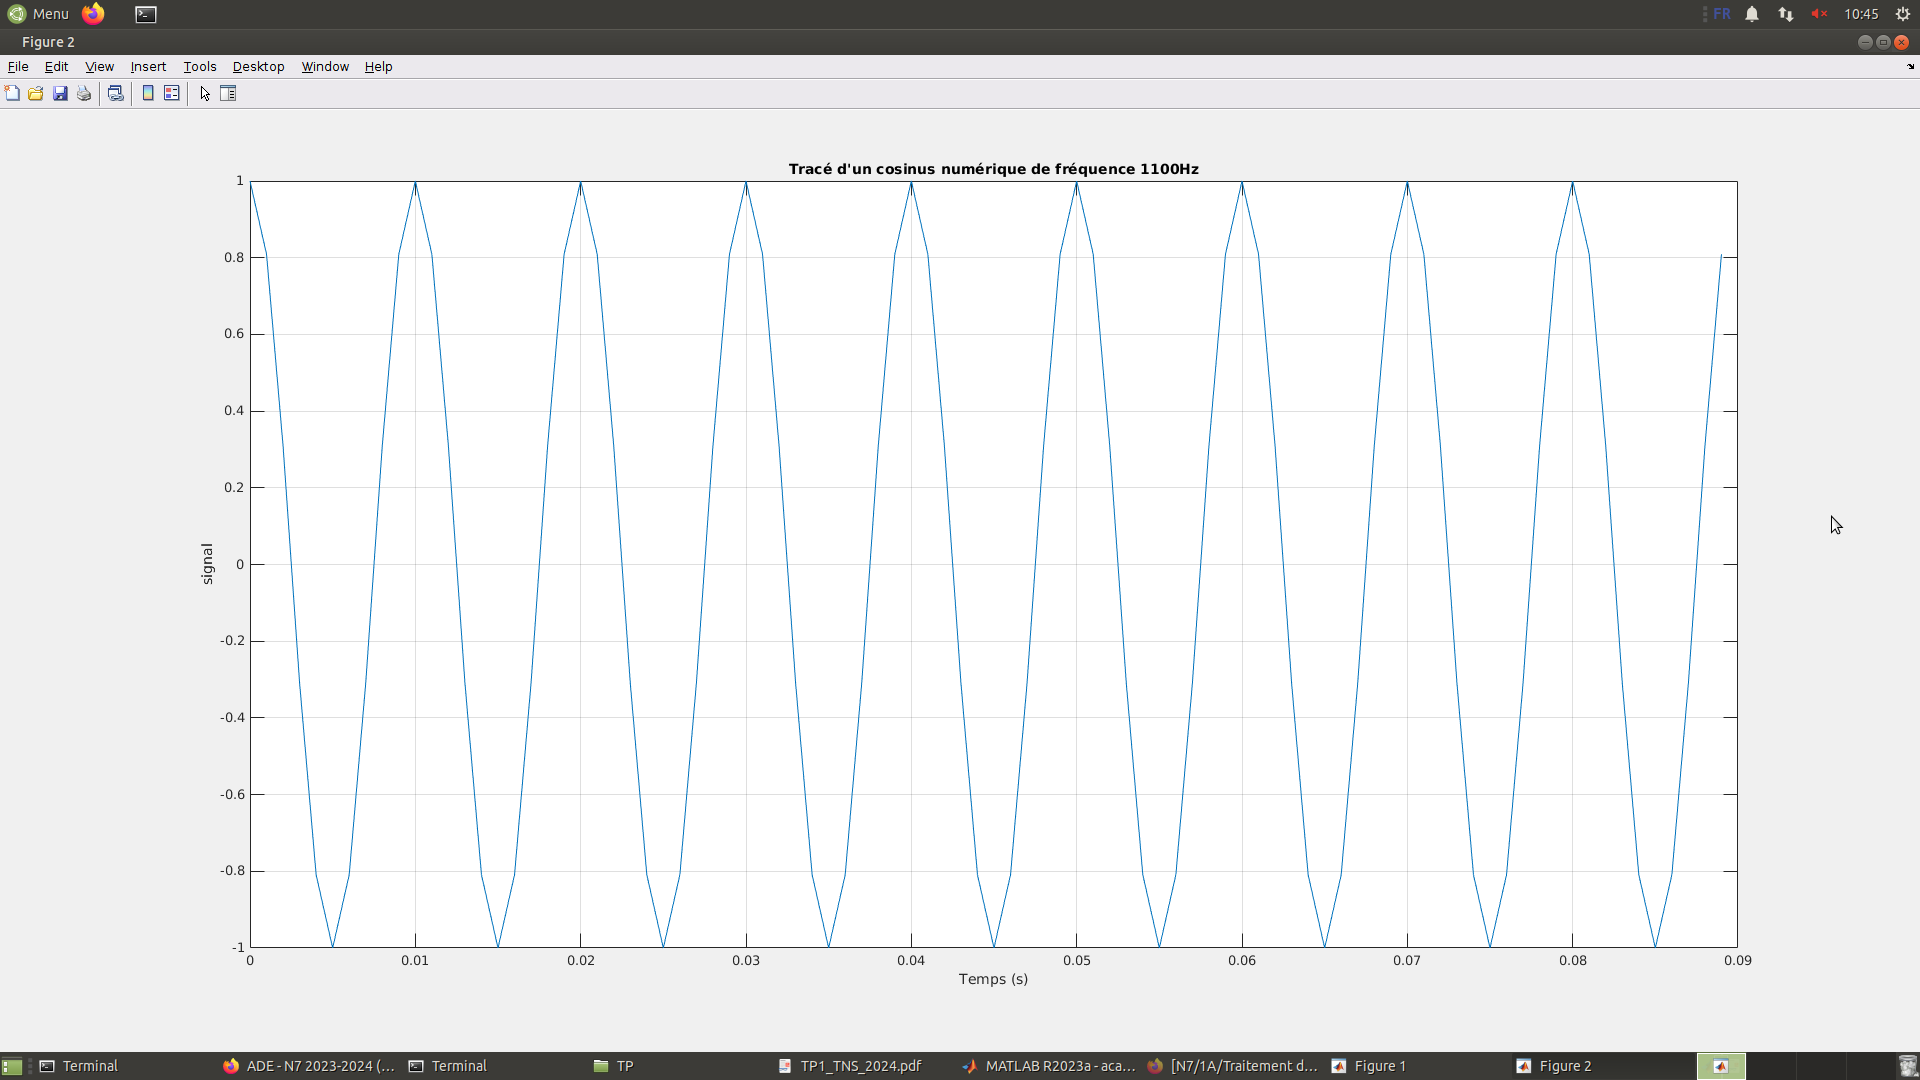 Menu
FR
10:45
Figure 2
File Edit View Insert Tools Desktop Window Help
Tracé d'un cosinus numérique de fréquence 1100Hz
1
0.8
0.6
0.4
0.2
0
-0.2
-0.4
-0.6
-0.8
-1
signal
0 0.01 0.02 0.03 0.04 0.05 0.06 0.07 0.08 0.09
Temps (s)
Terminal
ADE - N7 2023-2024 (...
Terminal
TP
TP1_TNS_2024.pdf
MATLAB R2023a - aca...
[N7/1A/Traitement d...
Figure 1
Figure 2